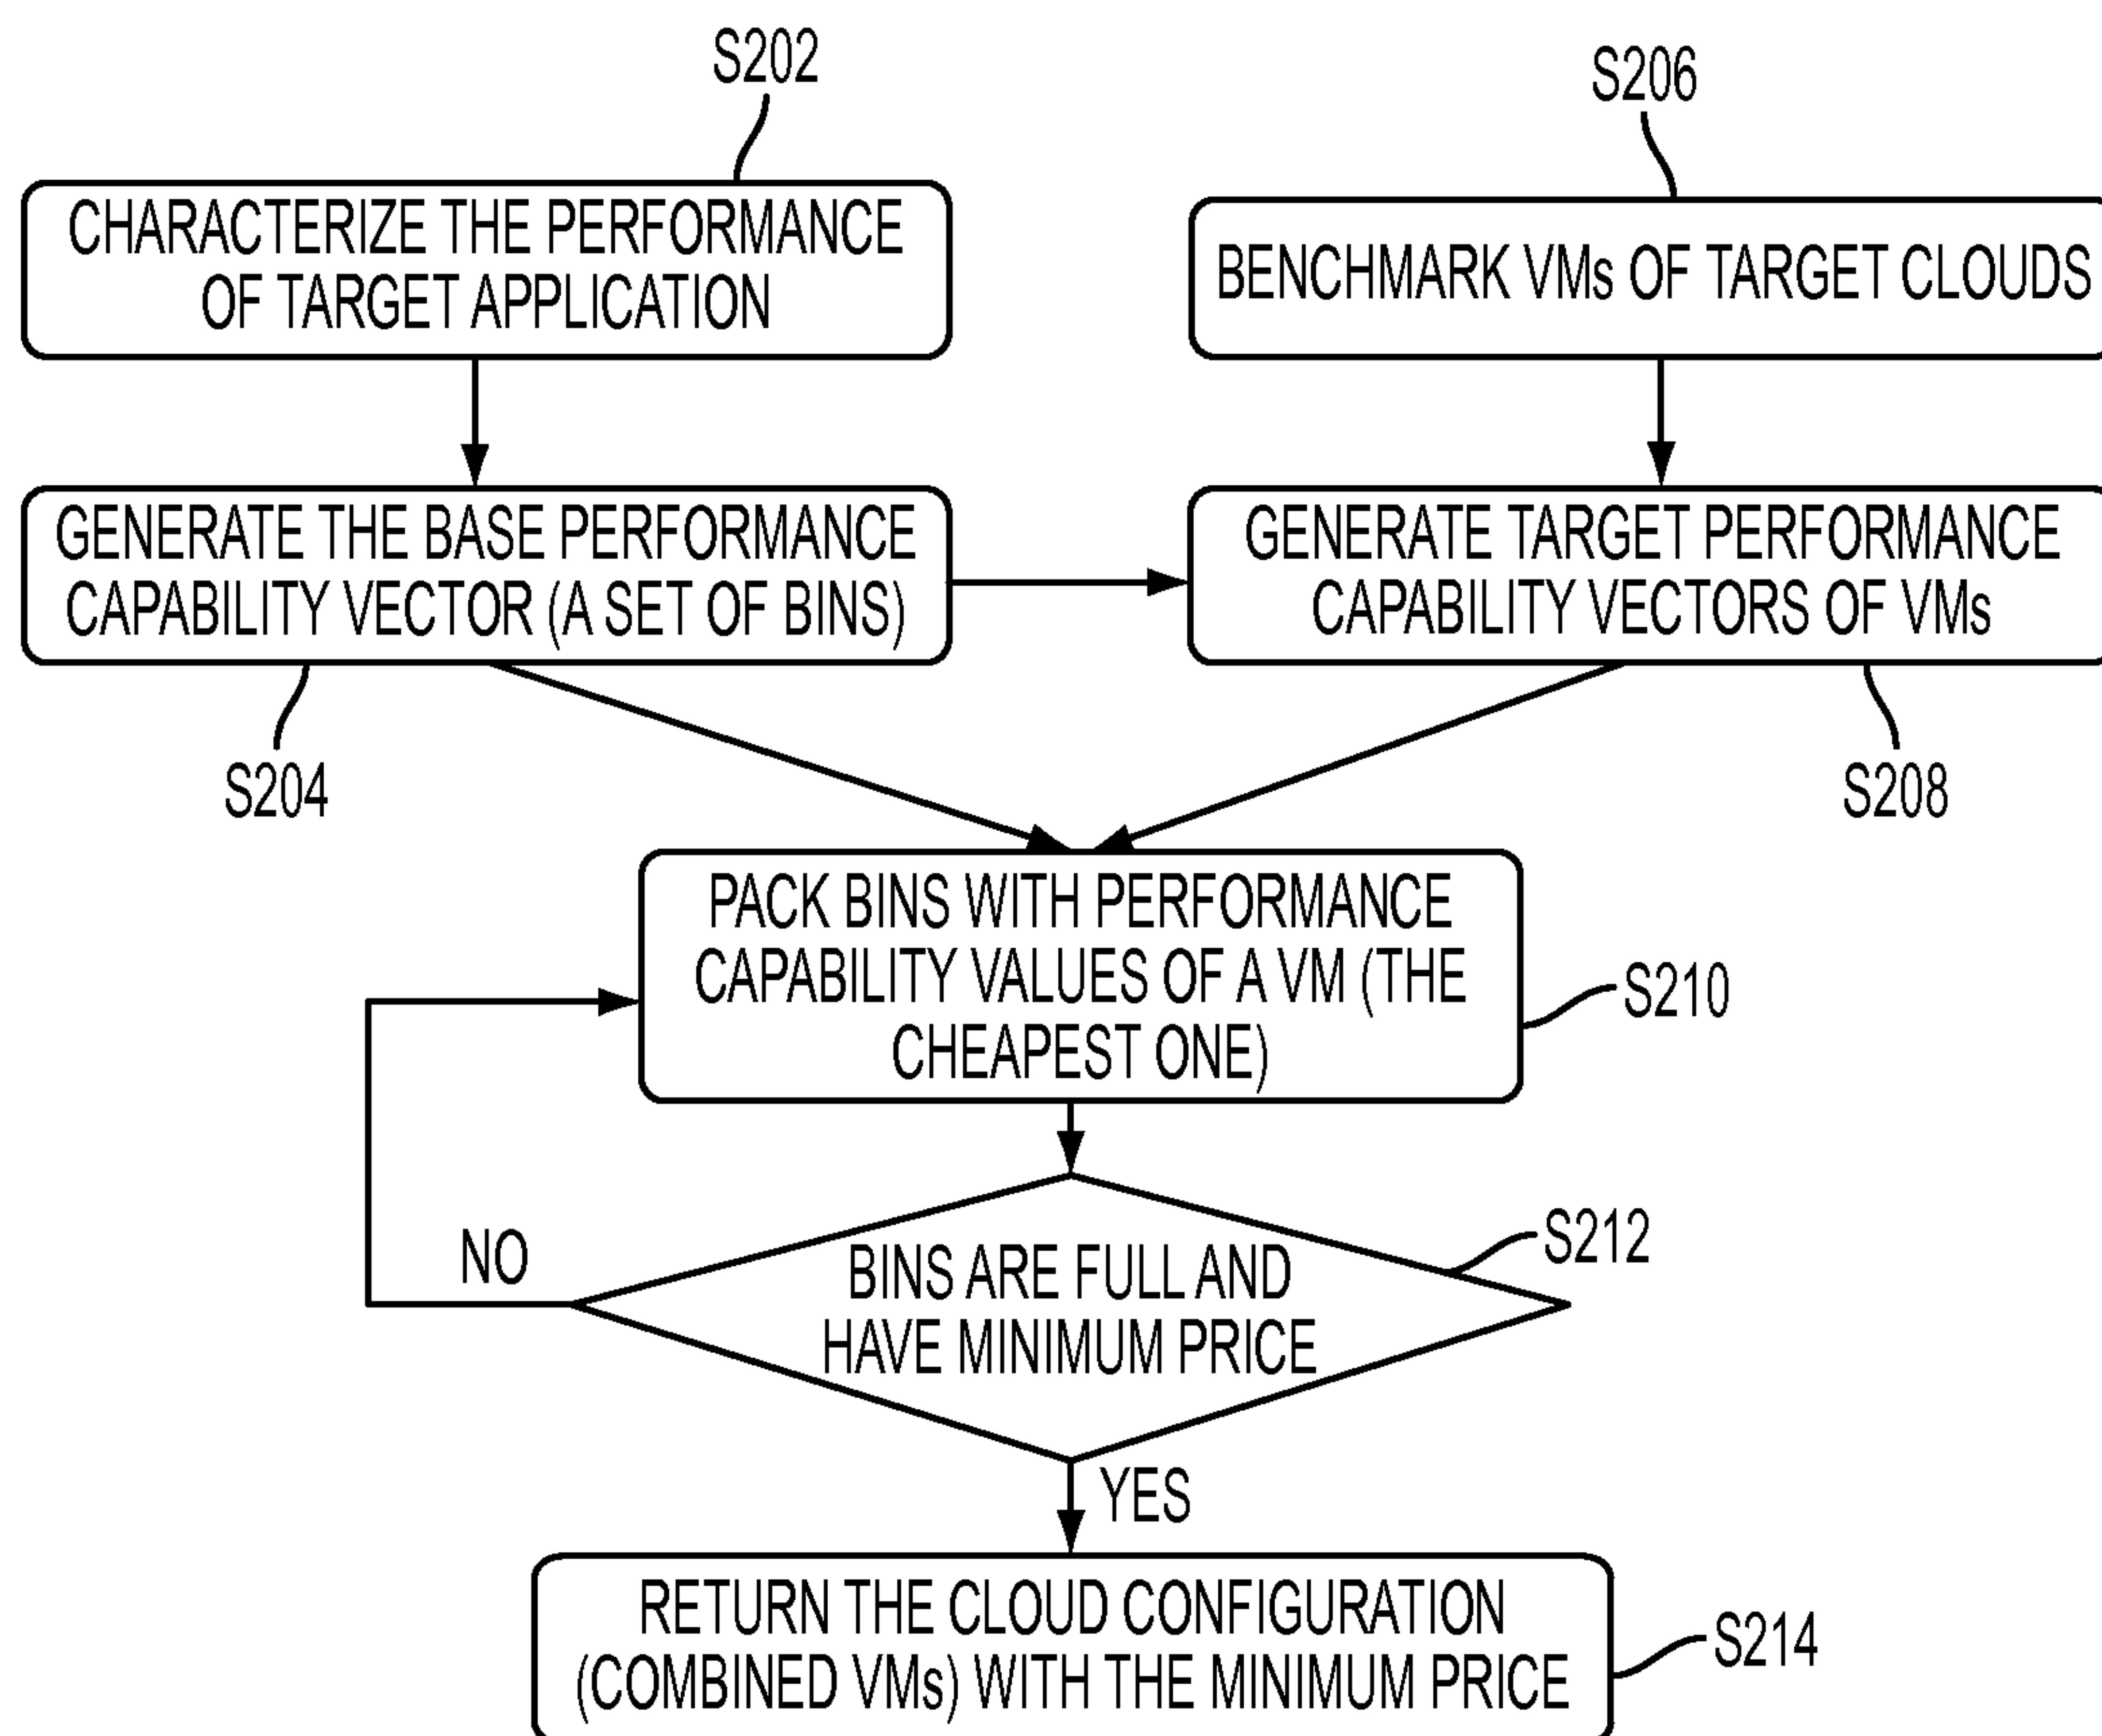 S202
S206
CHARACTERIZE THE PERFORMANCE
OF TARGET APPLICATION
BENCHMARK VMs OF TARGET CLOUDS
GENERATE THE BASE PERFORMANCE
CAPABILITY VECTOR (A SET OF BINS)
GENERATE TARGET PERFORMANCE
CAPABILITY VECTORS OF VMs
S204
S208
PACK BINS WITH PERFORMANCE
CAPABILITY VALUES OF A VM (THE
CHEAPEST ONE)
S210
NO
BINS ARE FULL AND
HAVE MINIMUM PRICE
S212
YES
RETURN THE CLOUD CONFIGURATION
(COMBINED VMs) WITH THE MINIMUM PRICE
S214